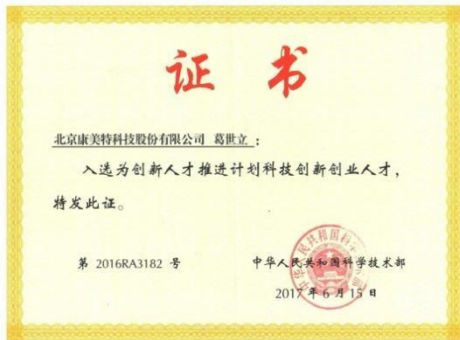 证书
北京康美特科技股份有限公司 葛世立：
入选为创新人才推进计划科技创新创业人才，
特发此证。
第 2016RA3182 号
中华人民共和国科学技术部
2017年6月15日